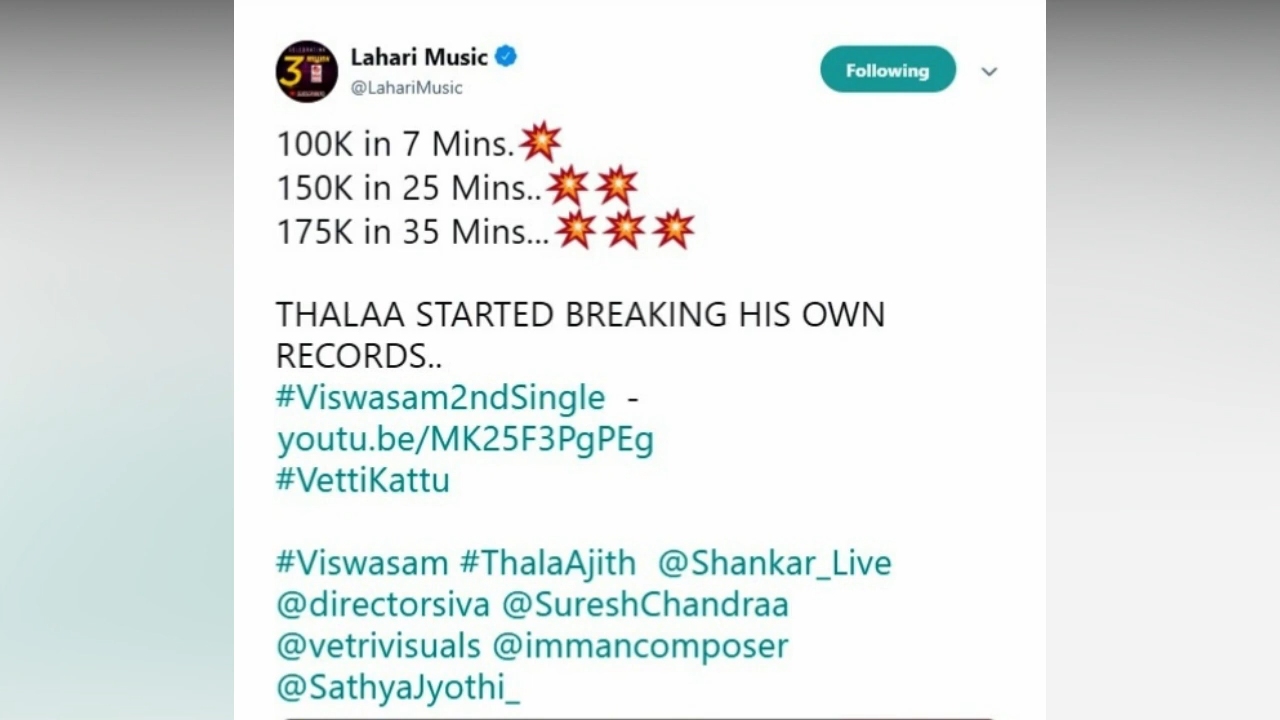 Lahari Music
@LahariMusic
Following
100K in 7 Mins.💥
150K in 25 Mins..💥💥
175K in 35 Mins...💥💥💥
THALAA STARTED BREAKING HIS OWN
RECORDS..
#Viswasam2ndSingle -
youtu.be/MK25F3PgPEg
#VettiKattu
#Viswasam #ThalaAjith @Shankar_Live
@directorsiva @SureshChandraa
@vetrivisuals @immancomposer
@SathyaJyothi_